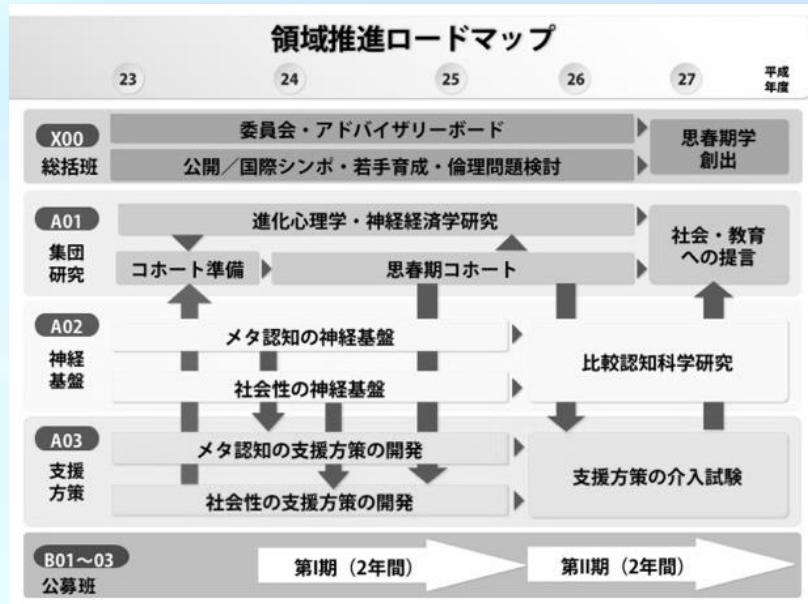 領域推進ロードマップ
23 24 25 26 27 平成
年度
X00
総括班
委員会・アドバイザリーボード
公開／国際シンポ・若手育成・倫理問題検討
思春期学
創出
A01
集団
研究
進化心理学・神経経済学研究
コホート準備
思春期コホート
社会・教育
への提言
A02
神経
基盤
メタ認知の神経基盤
社会性の神経基盤
比較認知科学研究
A03
支援
方策
メタ認知の支援方策の開発
社会性の支援方策の開発
支援方策の介入試験
B01～03
公募班
第I期（2年間）
第II期（2年間）